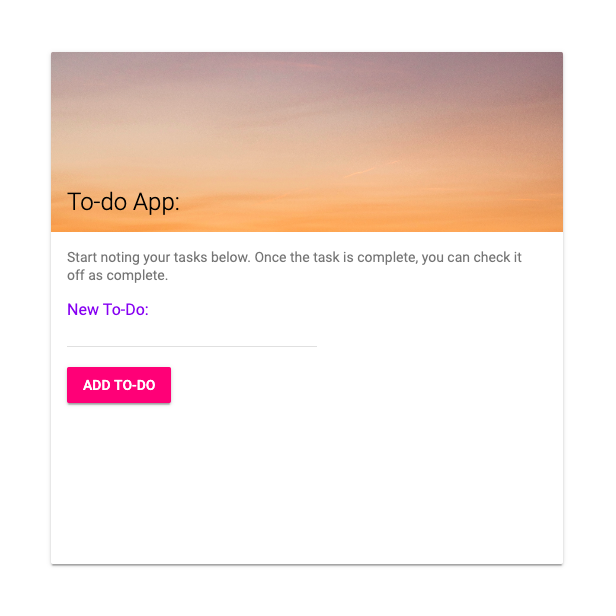 To-do App:
Start noting your tasks below. Once the task is complete, you can check it
off as complete.
New To-Do:
ADD TO-DO